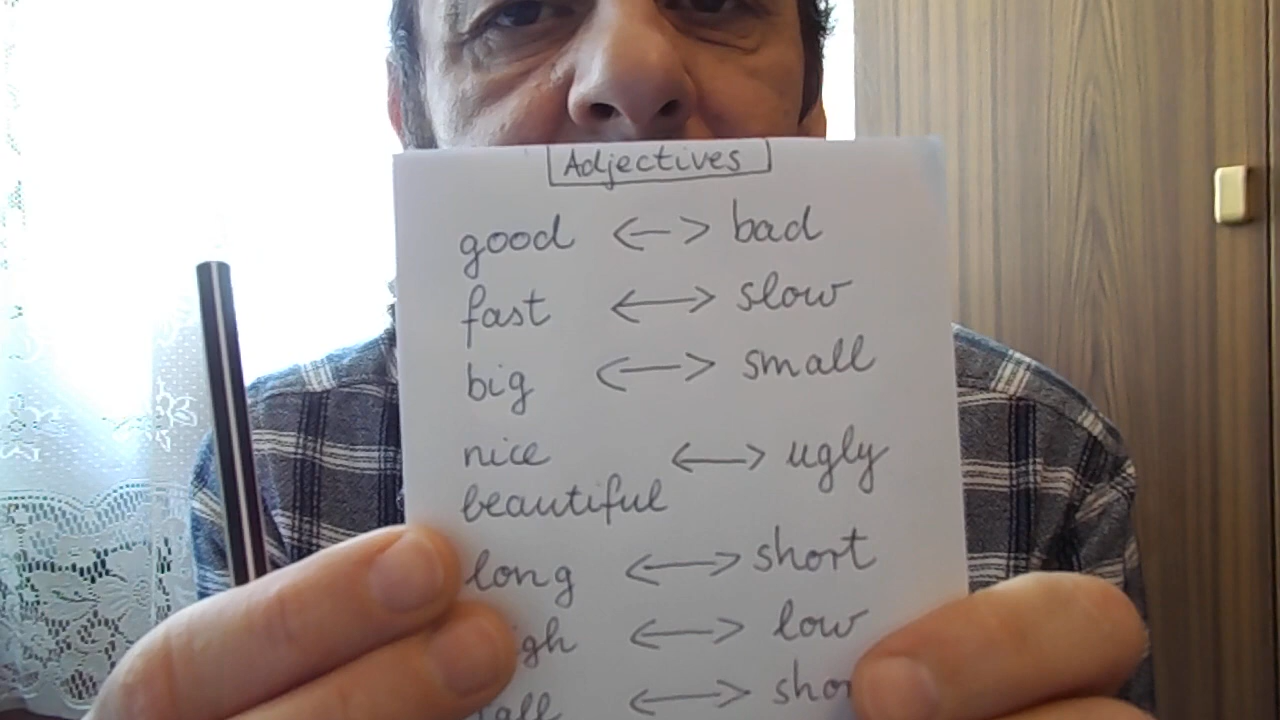 Adjectives
good <-> bad
fast <-> slow
big <-> small
nice <-> ugly
beautiful
long <-> short
<-> low
<->